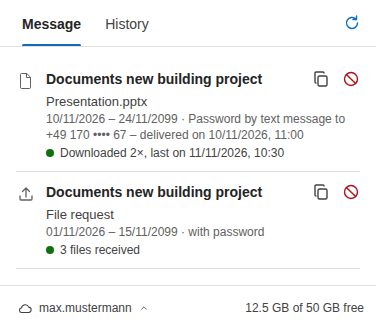 Message History
Documents new building project
Presentation.pptx
10/11/2026 – 24/11/2099 · Password by text message to
+49 170 •••• 67 – delivered on 10/11/2026, 11:00
Downloaded 2×, last on 11/11/2026, 10:30
Documents new building project
File request
01/11/2026 – 15/11/2099 · with password
3 files received
max.mustermann 12.5 GB of 50 GB free